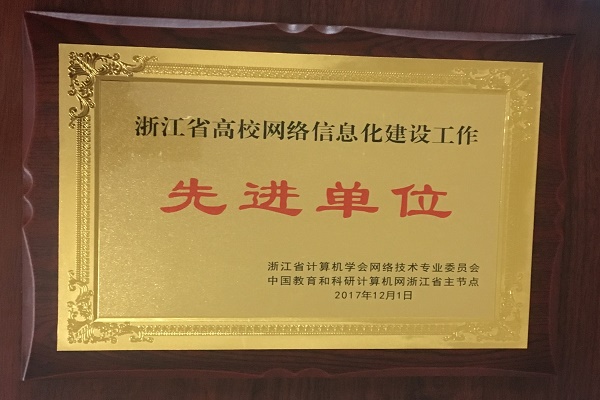 浙江省高校网络信息化建设工作
先进单位
浙江省计算机学会网络技术专业委员会
中国教育和科研计算机网浙江省主节点
2017年12月1日